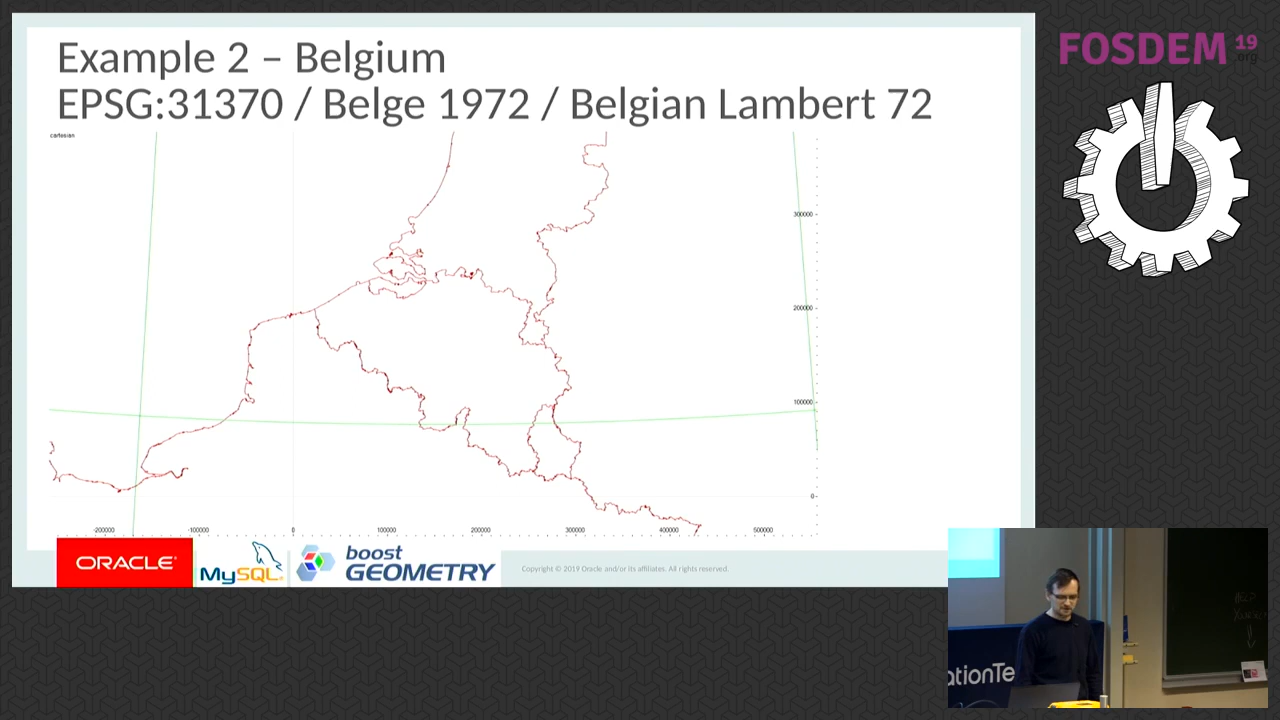 Example 2 – Belgium
EPSG:31370 / Belge 1972 / Belgian Lambert 72
cartesian
300000
200000
100000
0
-200000
-100000
0
100000
200000
300000
400000
500000
ORACLE®
MySQL®
boost
GEOMETRY
Copyright © 2019 Oracle and/or its affiliates. All rights reserved.
FOSDEM 19
.org
ationTe